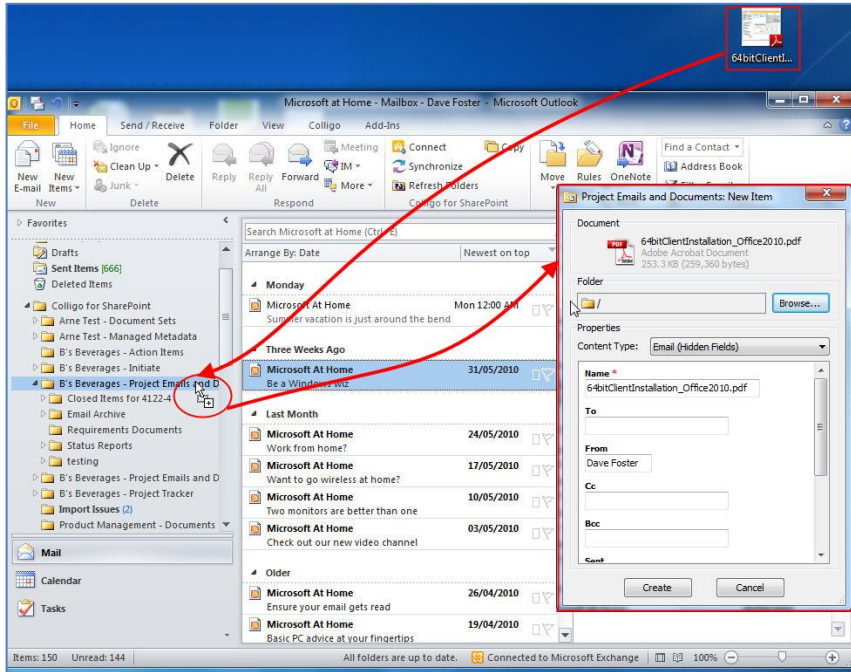 64bitClientI...
Microsoft at Home - Mailbox - Dave Foster - Microsoft Outlook
File Home Send / Receive Folder View Colligo Add-Ins
New E-mail
New Items
New
Ignore
Clean Up
Junk
Delete
Delete
Reply
Reply All
Forward
Meeting
IM
More
Respond
Connect
Synchronize
Refresh Folders
Copy
Colligo for SharePoint
Move
Rules
OneNote
Find a Contact
Address Book
Favorites
Drafts
Sent Items [666]
Deleted Items
Colligo for SharePoint
Arne Test - Document Sets
Arne Test - Managed Metadata
B's Beverages - Action Items
B's Beverages - Initiate
B's Beverages - Project Emails and D
Closed Items for 4122-4
Email Archive
Requirements Documents
Status Reports
testing
B's Beverages - Project Emails and D
B's Beverages - Project Tracker
Import Issues (2)
Product Management - Documents
Mail
Calendar
Tasks
Search Microsoft at Home (Ctrl+E)
Arrange By: Date Newest on top
Monday
Microsoft At Home Mon 12:00 AM
Summer vacation is just around the bend
Three Weeks Ago
Microsoft At Home 31/05/2010
Be a Windows wiz
Last Month
Microsoft At Home 24/05/2010
Work from home?
Microsoft At Home 17/05/2010
Want to go wireless at home?
Microsoft At Home 10/05/2010
Two monitors are better than one
Microsoft At Home 03/05/2010
Check out our new video channel
Older
Microsoft At Home 26/04/2010
Ensure your email gets read
Microsoft At Home 19/04/2010
Basic PC advice at your fingertips
Project Emails and Documents: New Item
Document
PDF
64bitClientInstallation_Office2010.pdf
Adobe Acrobat Document
253.3 KB (259,360 bytes)
Folder
/ Browse...
Properties
Content Type: Email (Hidden Fields)
Name *
64bitClientInstallation_Office2010.pdf
To
From
Dave Foster
Cc
Bcc
Sent
Create Cancel
Items: 150 Unread: 144 All folders are up to date. Connected to Microsoft Exchange 100%